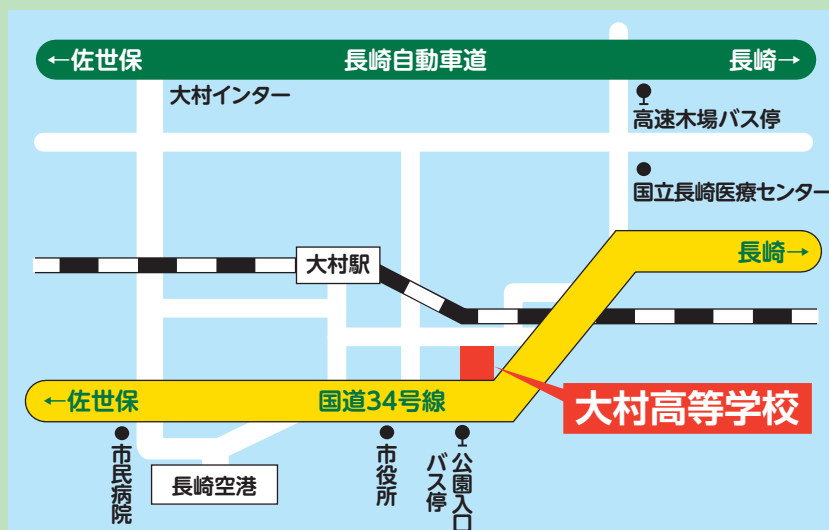 ←佐世保
長崎自動車道
長崎→
大村インター
高速木場バス停
国立長崎医療センター
長崎→
大村駅
←佐世保
国道34号線
大村高等学校
市民病院
長崎空港
市役所
公園入口
バス停